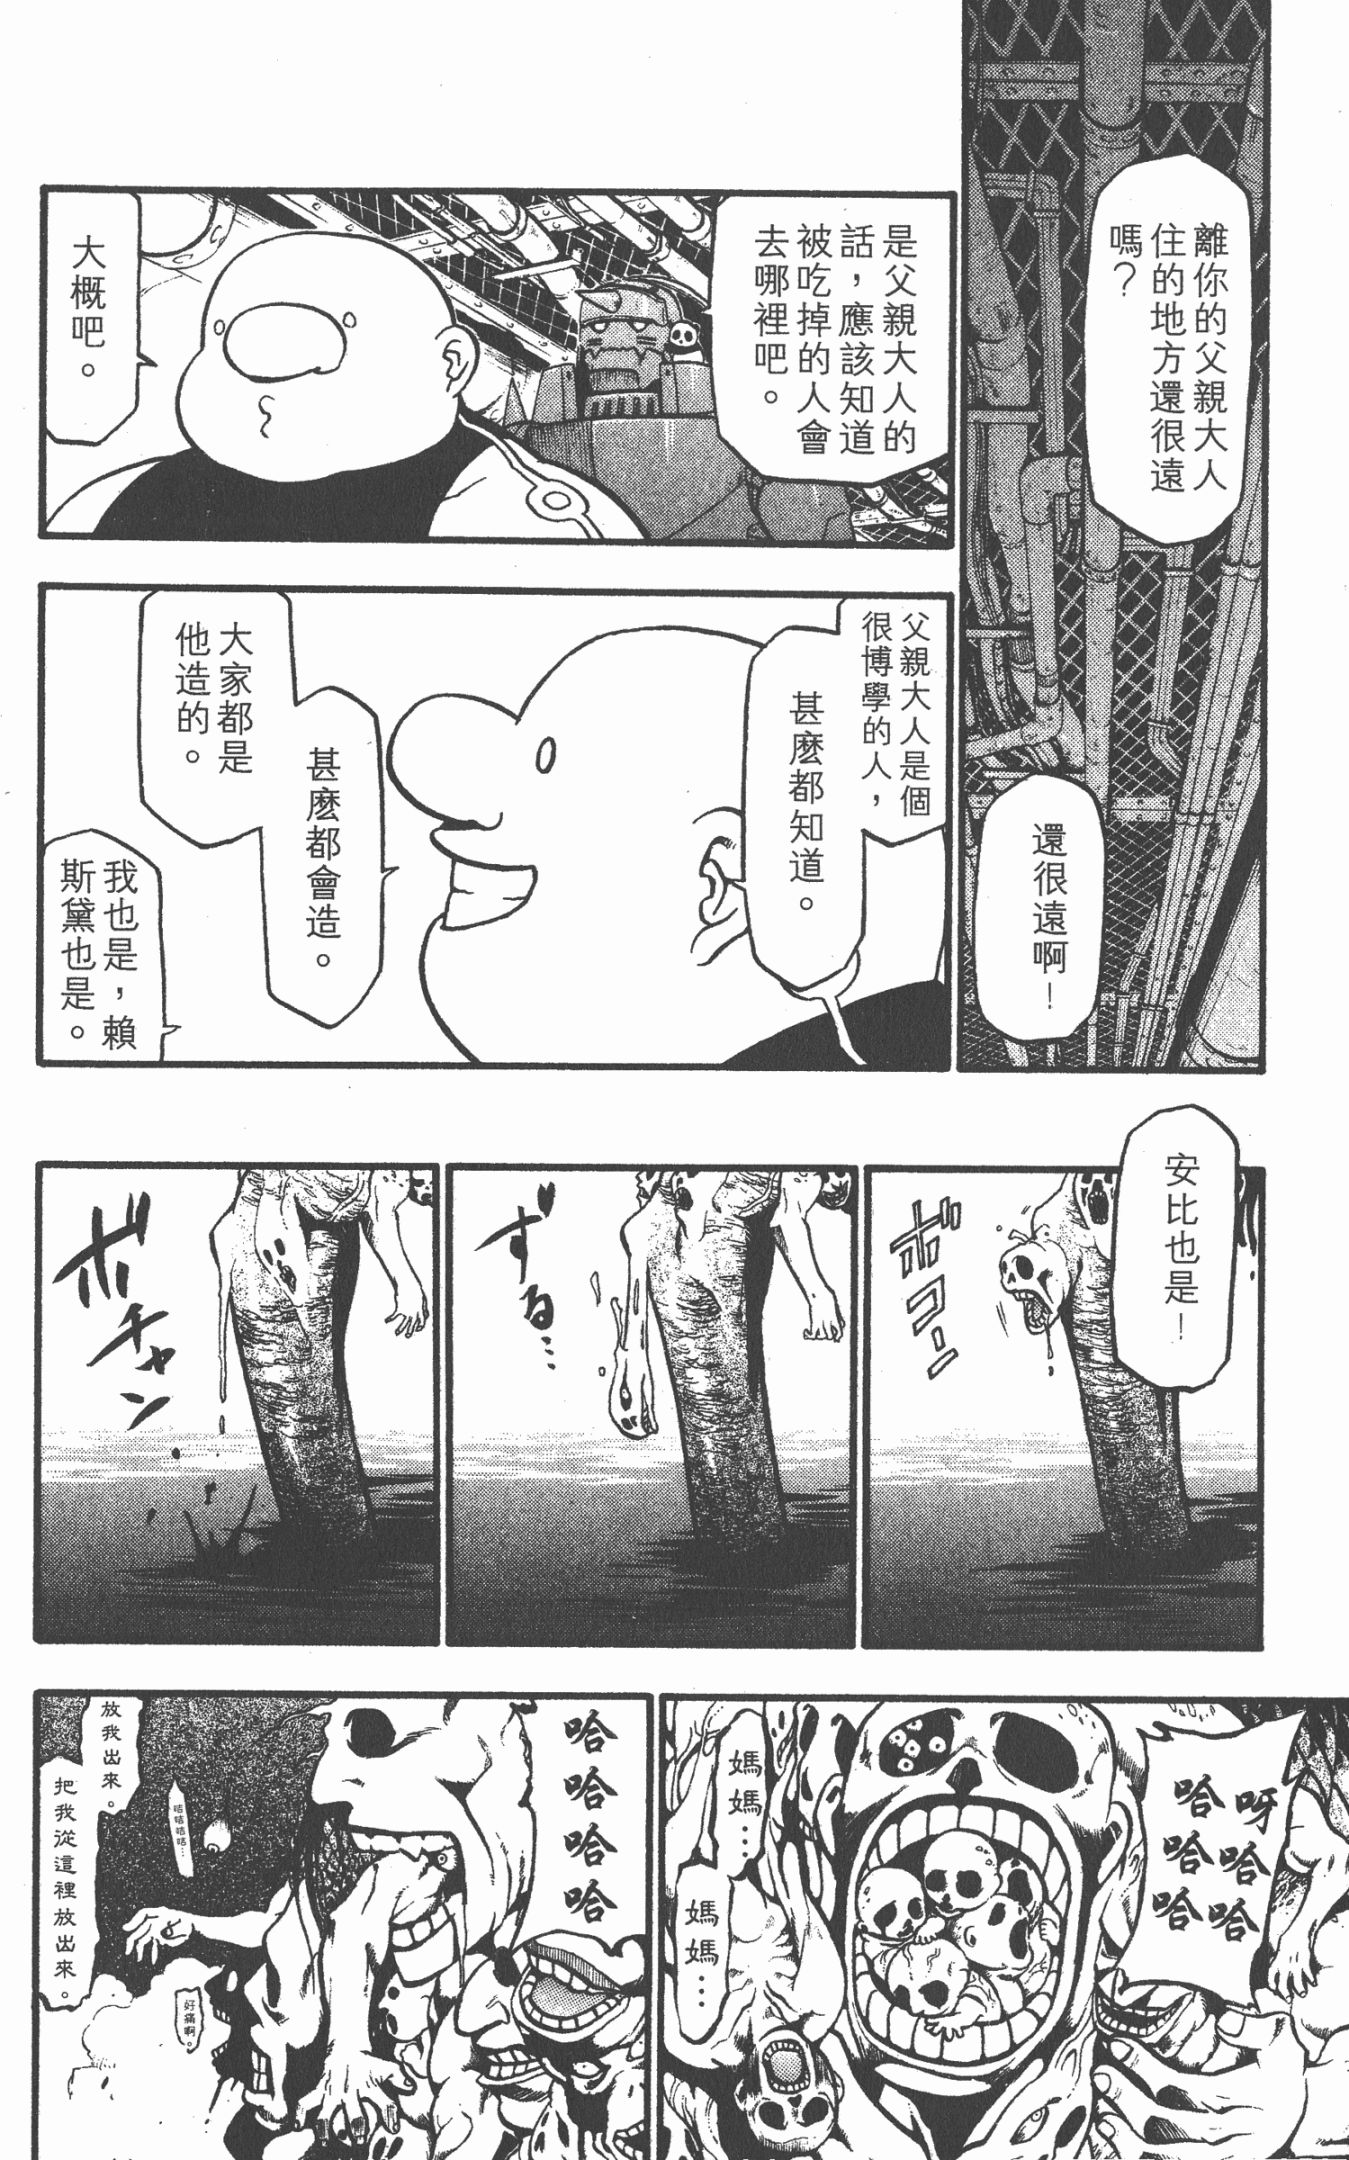 離你的父親大人
住的地方還很遠
嗎？
還很遠啊！
是父親大人的
話，應該知道
被吃掉的人會
去哪裡吧。
大概吧。
父親大人是個
很博學的人，
甚麼都知道。
甚麼都會造。
大家都是
他造的。
我也是，賴
斯黛也是。
安比也是！
ボコン
ずる…
ボチャン
呀哈哈
哈哈哈
媽媽…
媽媽…
哈哈哈哈
放我出來。
把我從這裡放出來。
好痛啊。